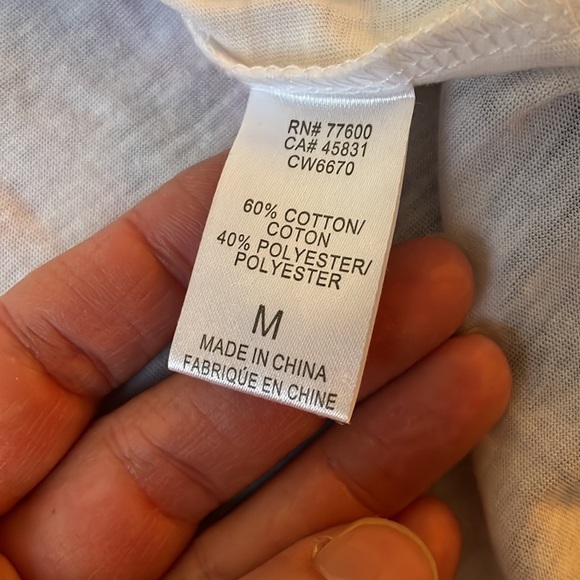 RN# 77600
CA# 45831
CW6670
60% COTTON/
COTON
40% POLYESTER/
POLYESTER
M
MADE IN CHINA
FABRIQUÉ EN CHINE